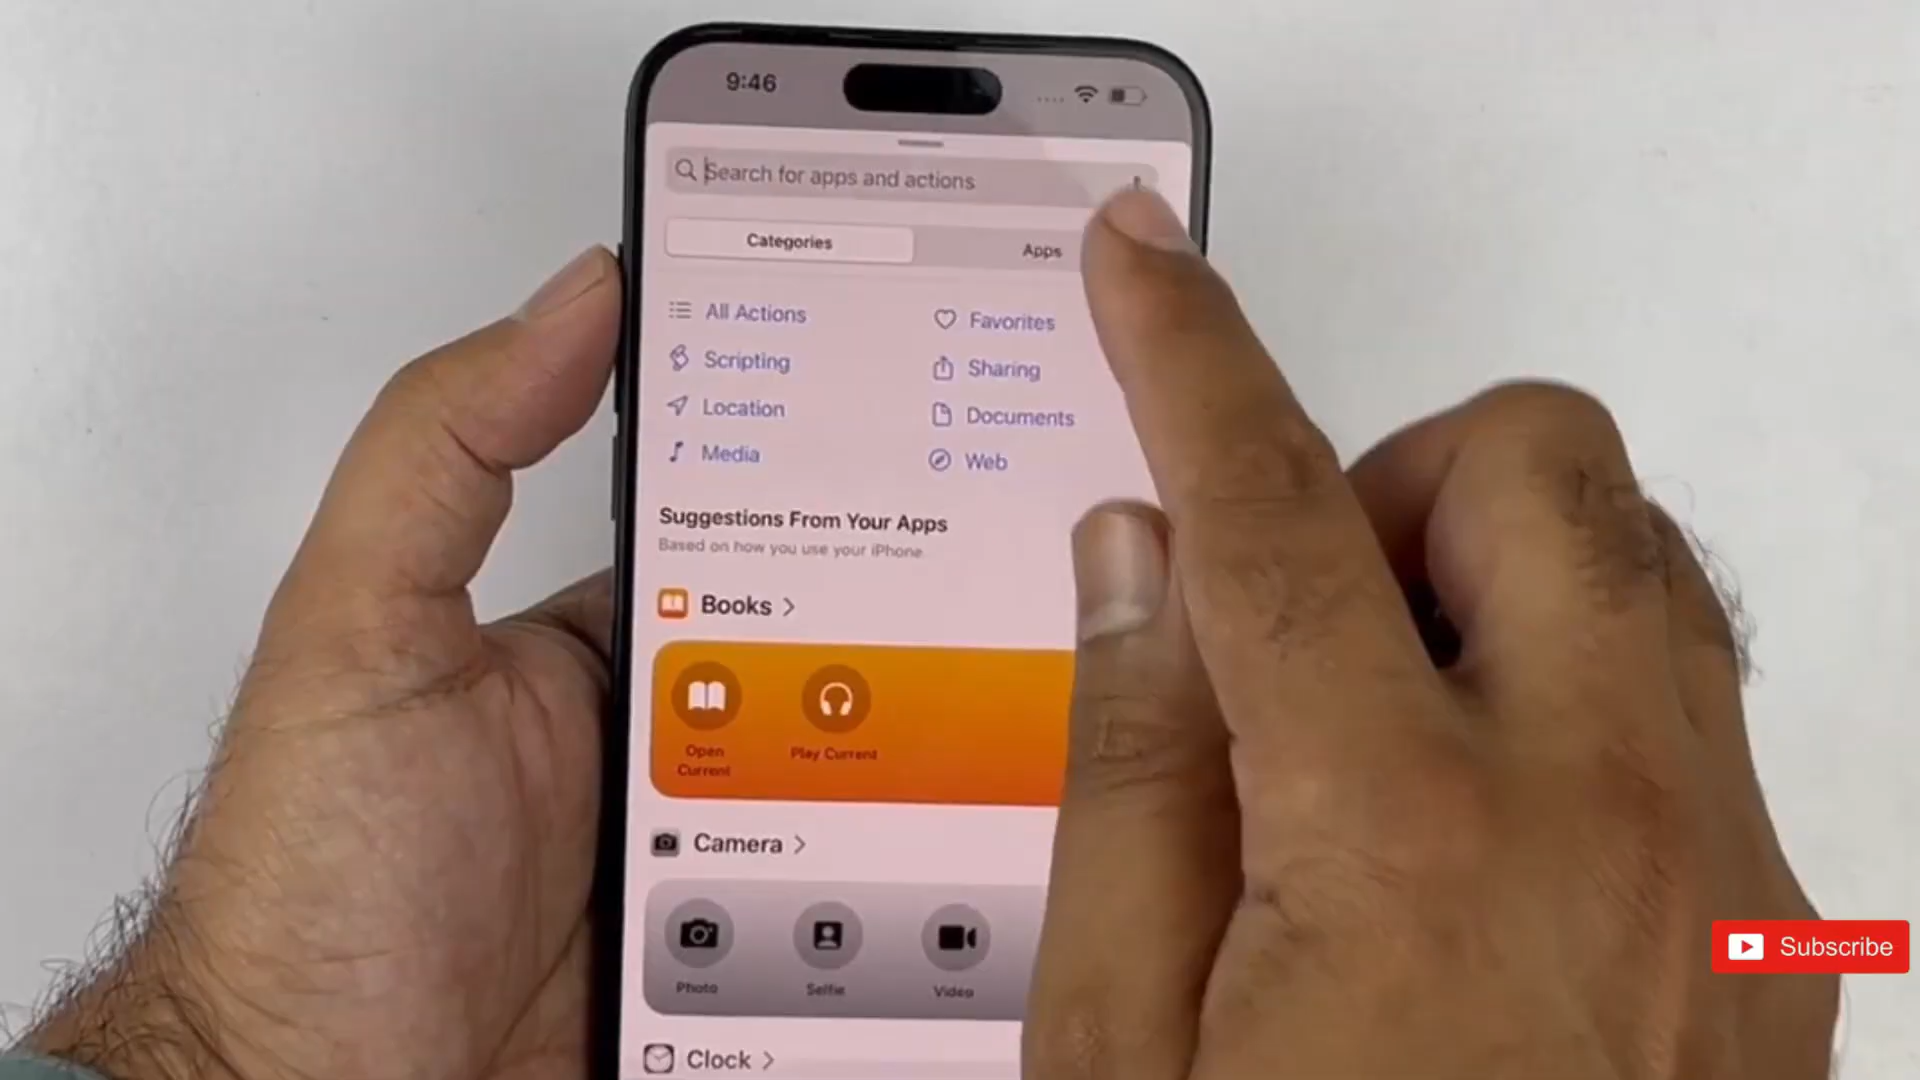 9:46
Search for apps and actions
Categories
Apps
All Actions
Favorites
Scripting
Sharing
Location
Documents
Media
Web
Suggestions From Your Apps
Based on how you use your iPhone
Books
Open
Current
Play Current
Camera
Photo
Selfie
Video
Clock
Subscribe